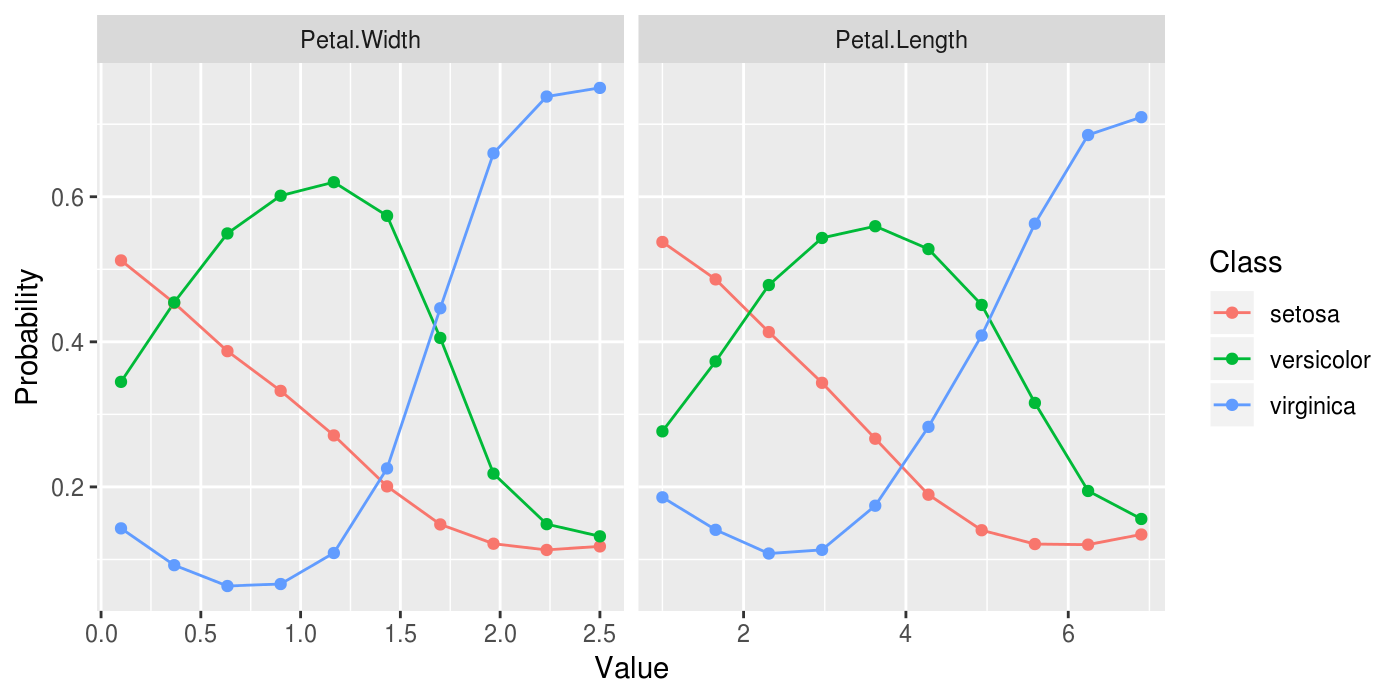 Petal.Width
Petal.Length
Probability
0.6
0.4
0.2
0.0 0.5 1.0 1.5 2.0 2.5
2 4 6
Value
Class
setosa
versicolor
virginica